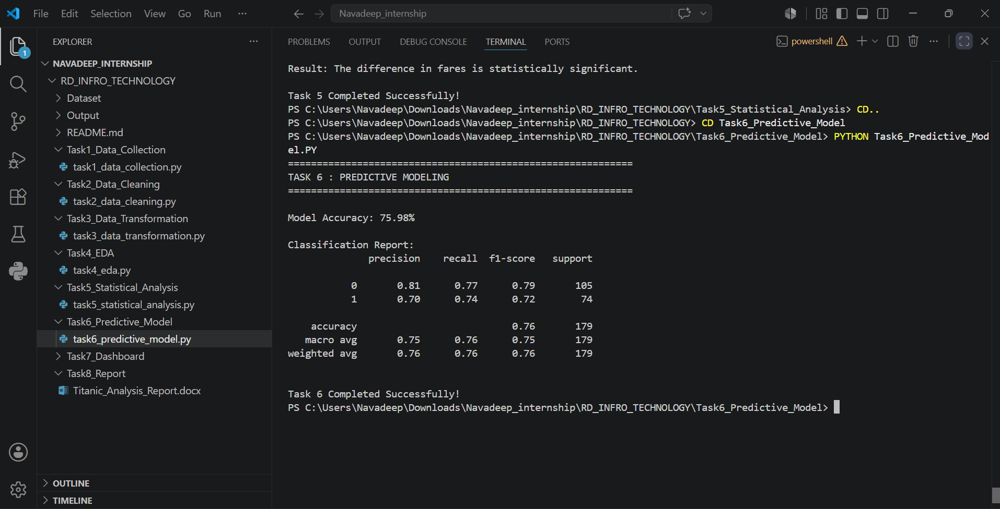 File Edit Selection View Go Run ···
Navadeep_internship
EXPLORER ···
1
NAVADEEP_INTERNSHIP
RD_INFRO_TECHNOLOGY
Dataset
Output
README.md
Task1_Data_Collection
task1_data_collection.py
Task2_Data_Cleaning
task2_data_cleaning.py
Task3_Data_Transformation
task3_data_transformation.py
Task4_EDA
task4_eda.py
Task5_Statistical_Analysis
task5_statistical_analysis.py
Task6_Predictive_Model
task6_predictive_model.py
Task7_Dashboard
Task8_Report
Titanic_Analysis_Report.docx
OUTLINE
TIMELINE
PROBLEMS OUTPUT DEBUG CONSOLE TERMINAL PORTS
powershell
Result: The difference in fares is statistically significant.
Task 5 Completed Successfully!
PS C:\Users\Navadeep\Downloads\Navadeep_internship\RD_INFRO_TECHNOLOGY\Task5_Statistical_Analysis> CD..
PS C:\Users\Navadeep\Downloads\Navadeep_internship\RD_INFRO_TECHNOLOGY> CD Task6_Predictive_Model
PS C:\Users\Navadeep\Downloads\Navadeep_internship\RD_INFRO_TECHNOLOGY\Task6_Predictive_Model> PYTHON Task6_Predictive_Mod
el.PY
============================================================
TASK 6 : PREDICTIVE MODELING
============================================================
Model Accuracy: 75.98%
Classification Report:
precision recall f1-score support
0 0.81 0.77 0.79 105
1 0.70 0.74 0.72 74
accuracy 0.76 179
macro avg 0.75 0.76 0.75 179
weighted avg 0.76 0.76 0.76 179
Task 6 Completed Successfully!
PS C:\Users\Navadeep\Downloads\Navadeep_internship\RD_INFRO_TECHNOLOGY\Task6_Predictive_Model>